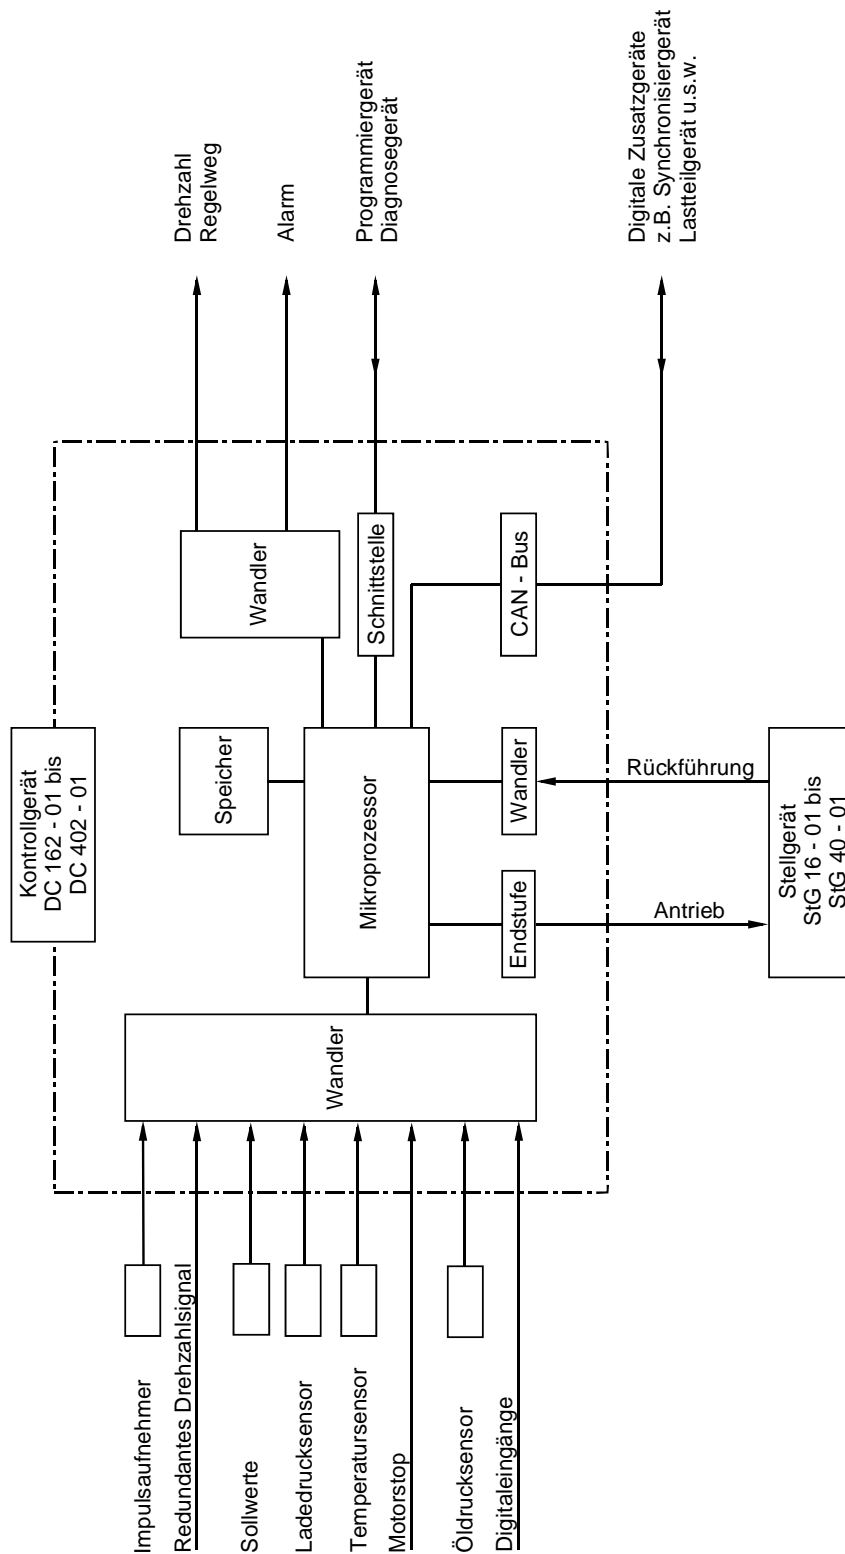 Kontrollgerät
DC 162 - 01 bis
DC 402 - 01
Impulsaufnehmer
Redundantes Drehzahlsignal
Sollwerte
Ladedrucksensor
Temperatursensor
Motorstop
Öldrucksensor
Digitaleingänge
Wandler
Mikroprozessor
Speicher
Wandler
Schnittstelle
CAN - Bus
Wandler
Endstufe
Drehzahl
Regelweg
Alarm
Programmiergerät
Diagnosegerät
Digitale Zusatzgeräte
z.B. Synchronisiergerät
Lastteilgerät u.s.w.
Rückführung
Antrieb
Stellgerät
StG 16 - 01 bis
StG 40 - 01